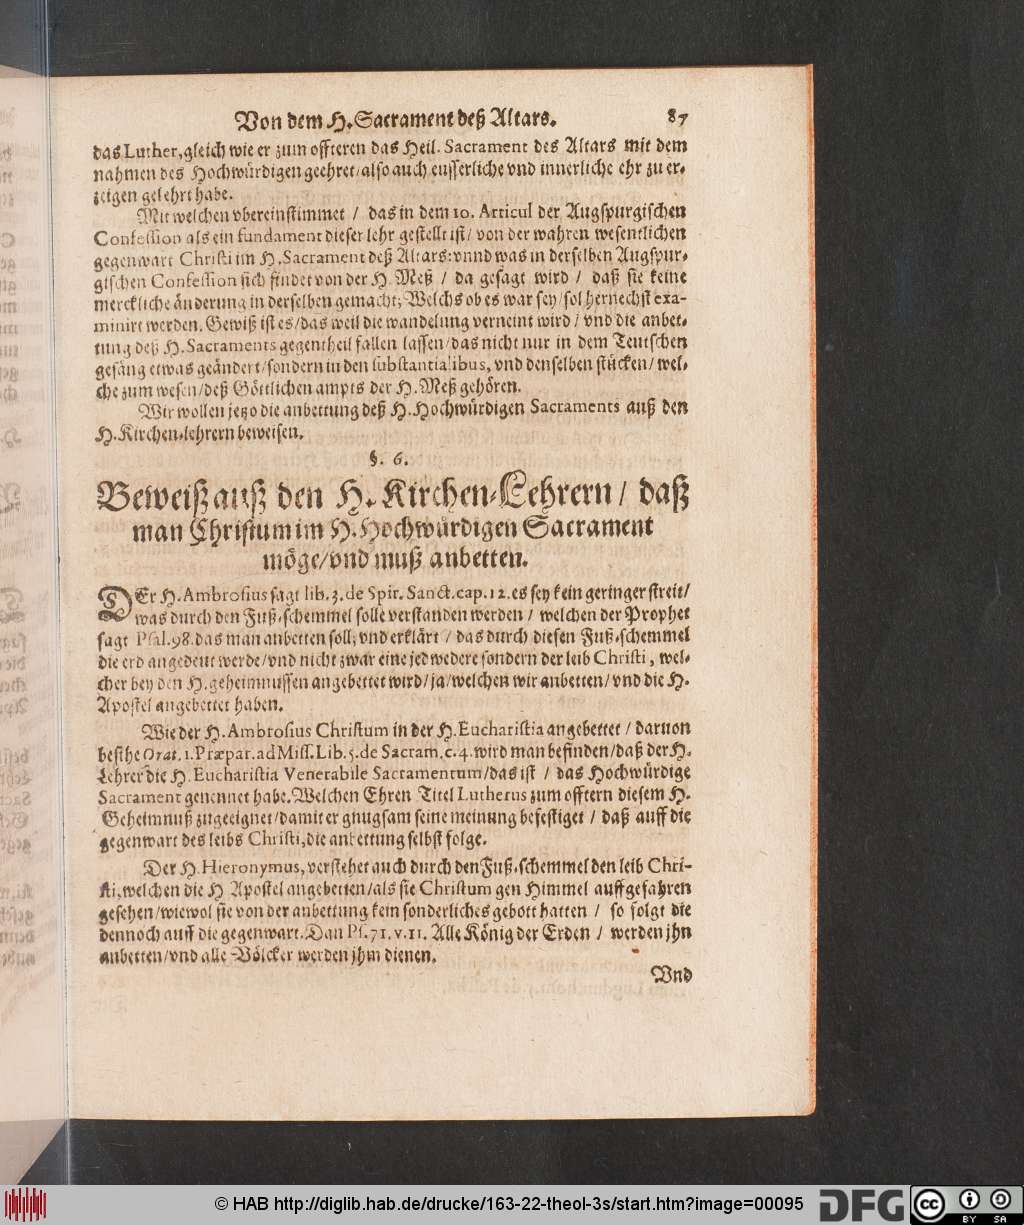 Von dem H. Sacrament deß Altars. 87
das Luther, gleich wie er zum offteren das Heil. Sacrament des Altars mit dem
nahmen des Hochwürdigen geehret/ also auch eusserliche vnd innerliche ehr zu er-
zeigen gelehrt habe.
Mit welchen vbereinstimmet / das in dem 10. Articul der Augspurgischen
Confession als ein fundament dieser lehr gestellt ist/ von der wahren wesentlichen
gegenwart Christi im H. Sacrament deß Altars: vnnd was in derselben Augspur-
gischen Confession sich findet von der H. Meß / da gesagt wird / daß sie keine
merckliche änderung in derselben gemacht; Welchs ob es war sey/ sol hernechst exa-
minirt werden. Gewiß ist es/ das weil die wandelung verneint wird / vnd die anbet-
tung deß H. Sacraments gegentheil fallen lassen/ das nicht nur in dem Teutschen
gesäng etwas geändert/ sondern in den substantialibus, vnd denselben stücken/ wel-
che zum wesen/ deß Göttlichen ampts der H. Meß gehören.
Wir wollen jetzo die anbettung deß H. Hochwürdigen Sacraments auß den
H. Kirchen-lehrern beweisen.
§. 6.
Beweiß auß den H. Kirchen-Lehrern / daß
man Christum im H. Hochwürdigen Sacrament
möge/ vnd muß anbetten.
DEr H. Ambrosius sagt lib. 3. de Spir. Sanct. cap. 12. es sey kein geringer streit/
was durch den Fuß-schemmel solle verstanden werden / welchen der Prophet
sagt Psal. 98. das man anbetten soll; vnd erklärt / das durch diesen Fuß-schemmel
die erd angedeut werde/ vnd nicht zwar eine jedwedere sondern der leib Christi, wel-
cher bey den H. geheimnussen angebettet wird/ ja/ welchen wir anbetten/ vnd die H.
Apostel angebettet haben.
Wie der H. Ambrosius Christum in der H. Eucharistia angebettet / daruon
besihe Orat. 1. Præpar. ad Miss. Lib. 5. de Sacram. c. 4. wird man befinden/ daß der H.
Lehrer die H. Eucharistia Venerabile Sacramentum/ das ist / das Hochwürdige
Sacrament genennet habe. Welchen Ehren Titel Lutherus zum offtern diesem H.
Geheimnuß zugeeignet/ damit er gnugsam seine meinung befestiget / daß auff die
gegenwart des leibs Christi, die anbettung selbst folge.
Der H. Hieronymus, verstehet auch durch den Fuß-schemmel den leib Chri-
sti, welchen die H Apostel angebetten/ als sie Christum gen Himmel auffgefahren
gesehen/ wiewol sie von der anbettung kein sonderliches gebott hatten / so folgt die
dennoch auff die gegenwart. Dan Ps. 71. v. 11. Alle König der Erden / werden jhn
anbetten/ vnd alle Völcker werden jhm dienen.
Vnd
© HAB http://diglib.hab.de/drucke/163-22-theol-3s/start.htm?image=00095
DFG
cc
BY SA